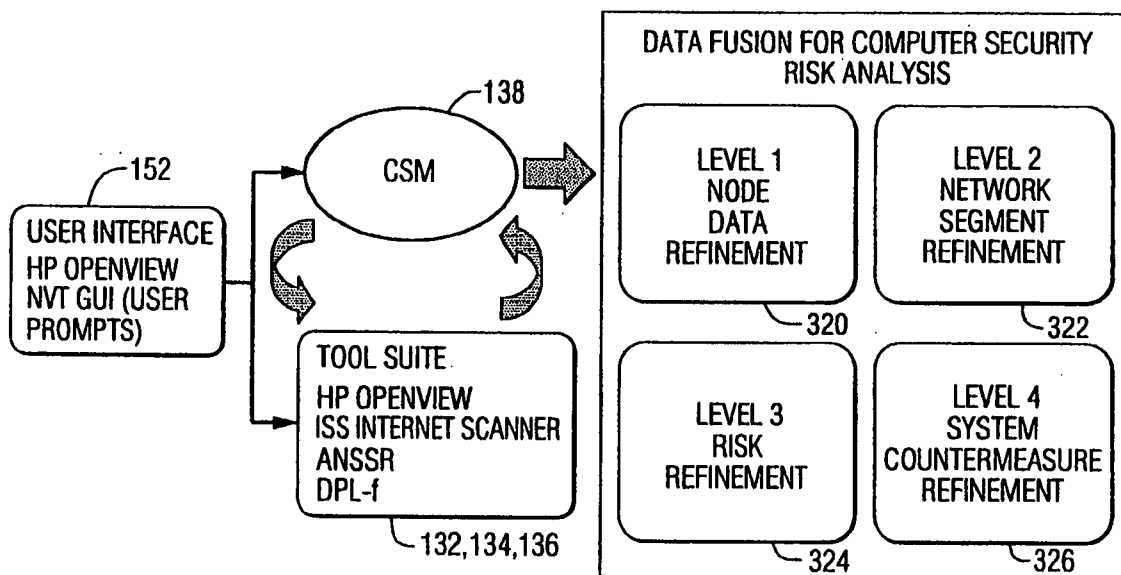 152
USER INTERFACE
HP OPENVIEW
NVT GUI (USER
PROMPTS)
138
CSM
TOOL SUITE
HP OPENVIEW
ISS INTERNET SCANNER
ANSSR
DPL-f
132,134,136
DATA FUSION FOR COMPUTER SECURITY
RISK ANALYSIS
LEVEL 1
NODE
DATA
REFINEMENT
320
LEVEL 2
NETWORK
SEGMENT
REFINEMENT
322
LEVEL 3
RISK
REFINEMENT
324
LEVEL 4
SYSTEM
COUNTERMEASURE
REFINEMENT
326